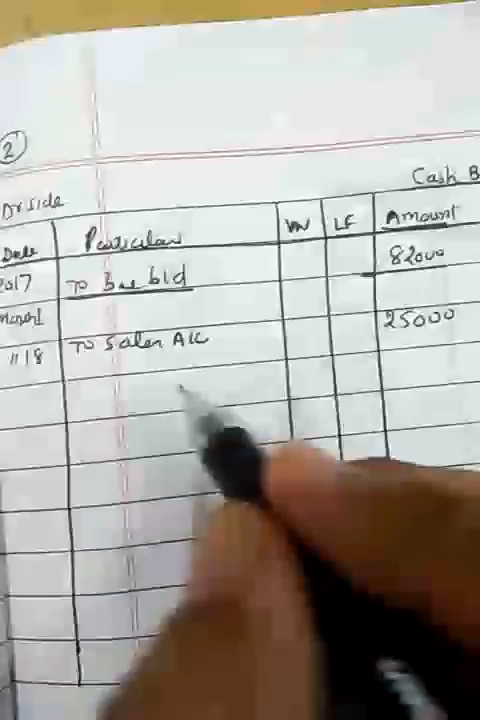 2
Cash B
Dr side
Date Particular VN LF Amount
2017 To bal b/d 82000
March 1
" 18 To Sales A/c 25000